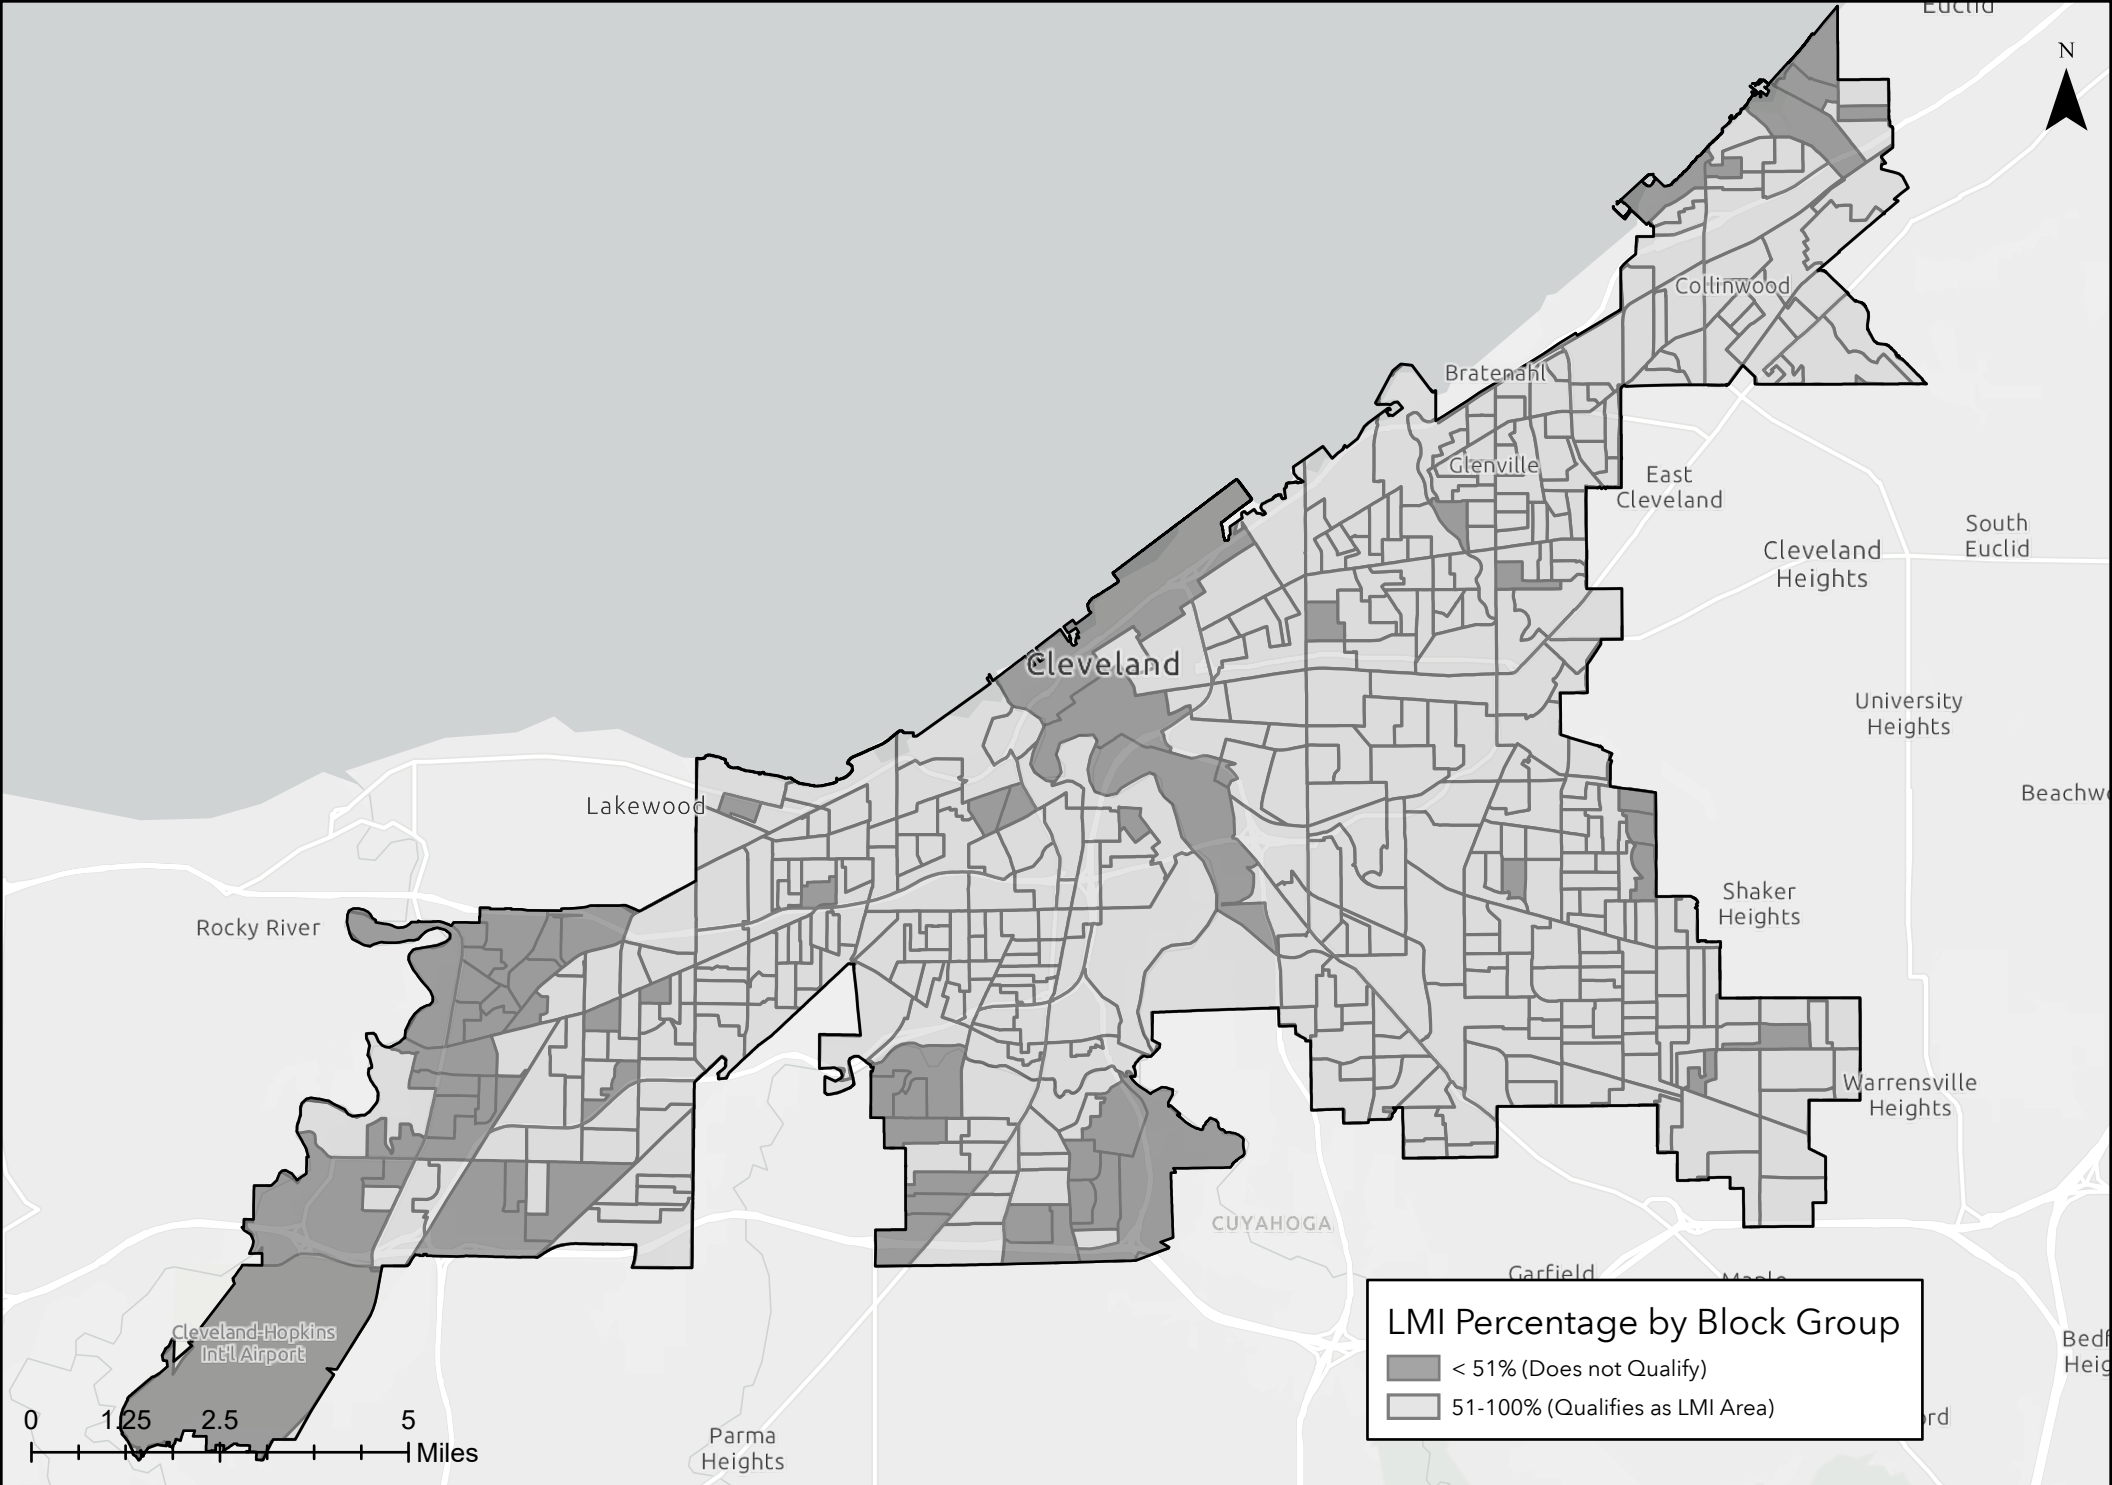 Euclid
N
Collinwood
Bratenahl
Glenville
East
Cleveland
South
Euclid
Cleveland
Heights
Cleveland
University
Heights
Lakewood
Beachw
Shaker
Heights
Rocky River
Warrensville
Heights
CUYAHOGA
Garfield
Maple
Cleveland-Hopkins
Int'l Airport
LMI Percentage by Block Group
< 51% (Does not Qualify)
51-100% (Qualifies as LMI Area)
Bedf
Heig
ord
0 1.25 2.5 5
Miles
Parma
Heights